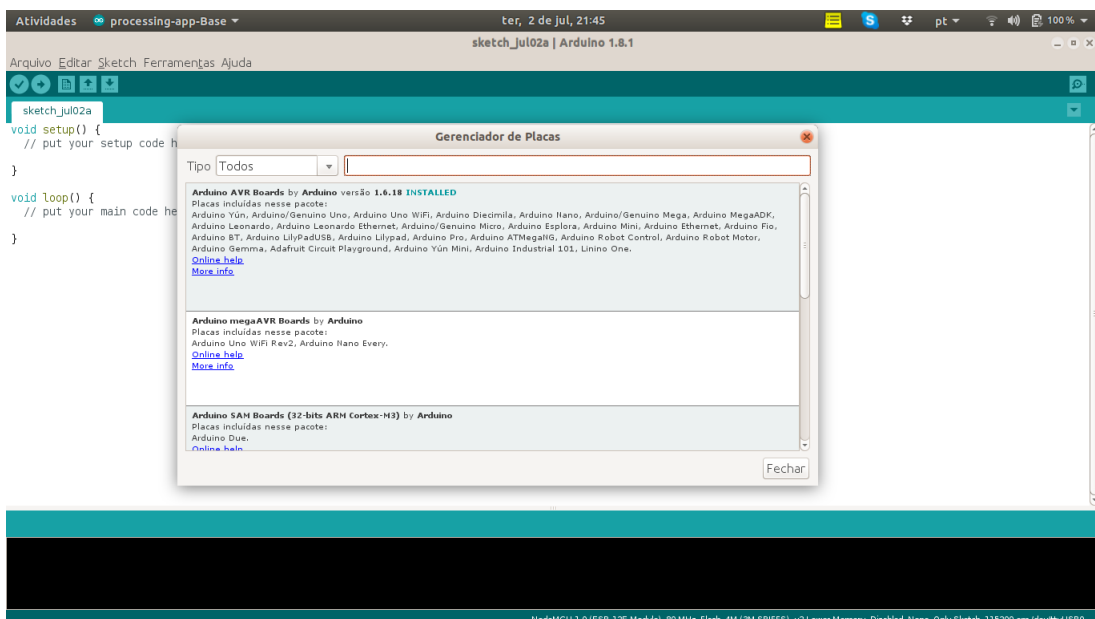 Atividades processing-app-Base ter, 2 de jul, 21:45 pt 100 %
sketch_jul02a | Arduino 1.8.1
Arquivo Editar Sketch Ferramentas Ajuda
sketch_jul02a
void setup() {
// put your setup code h
}
void loop() {
// put your main code he
}
Gerenciador de Placas
Tipo Todos
Arduino AVR Boards by Arduino versão 1.6.18 INSTALLED
Placas incluídas nesse pacote:
Arduino Yún, Arduino/Genuino Uno, Arduino Uno WiFi, Arduino Diecimila, Arduino Nano, Arduino/Genuino Mega, Arduino MegaADK,
Arduino Leonardo, Arduino Leonardo Ethernet, Arduino/Genuino Micro, Arduino Esplora, Arduino Mini, Arduino Ethernet, Arduino Fio,
Arduino BT, Arduino LilyPadUSB, Arduino Lilypad, Arduino Pro, Arduino ATMegaNG, Arduino Robot Control, Arduino Robot Motor,
Arduino Gemma, Adafruit Circuit Playground, Arduino Yún Mini, Arduino Industrial 101, Linino One.
Online help
More info
Arduino megaAVR Boards by Arduino
Placas incluídas nesse pacote:
Arduino Uno WiFi Rev2, Arduino Nano Every.
Online help
More info
Arduino SAM Boards (32-bits ARM Cortex-M3) by Arduino
Placas incluídas nesse pacote:
Arduino Due.
Online help
Fechar